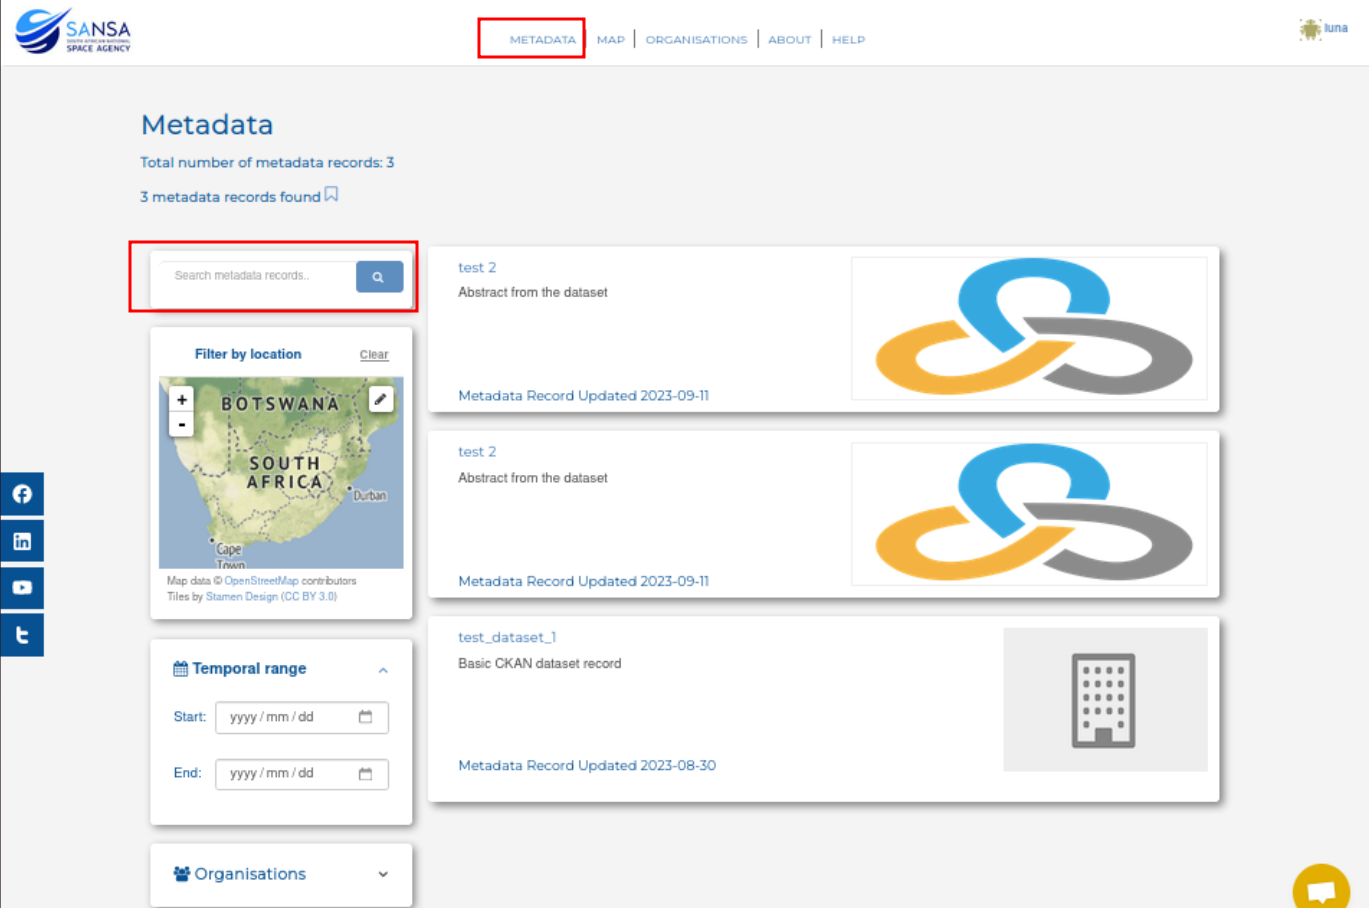 SANSA
SOUTH AFRICAN NATIONAL
SPACE AGENCY
METADATA | MAP | ORGANISATIONS | ABOUT | HELP
luna
Metadata
Total number of metadata records: 3
3 metadata records found
Search metadata records..
Filter by location
Clear
+
-
BOTSWANA
SOUTH
AFRICA
Durban
Cape
Town
Map data © OpenStreetMap contributors
Tiles by Stamen Design (CC BY 3.0)
Temporal range
Start: yyyy / mm / dd
End: yyyy / mm / dd
Organisations
test 2
Abstract from the dataset
Metadata Record Updated 2023-09-11
test 2
Abstract from the dataset
Metadata Record Updated 2023-09-11
test_dataset_1
Basic CKAN dataset record
Metadata Record Updated 2023-08-30